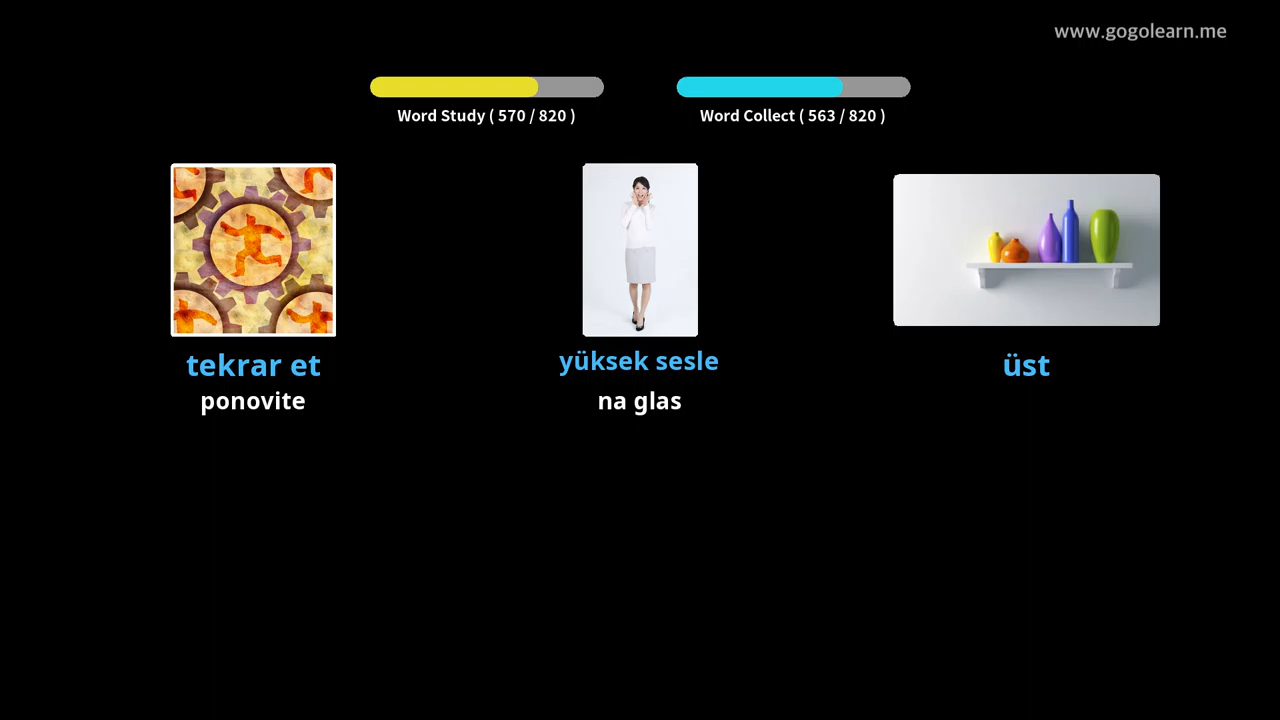 www.gogolearn.me
Word Study ( 570 / 820 )
Word Collect ( 563 / 820 )
tekrar et
ponovite
yüksek sesle
na glas
üst